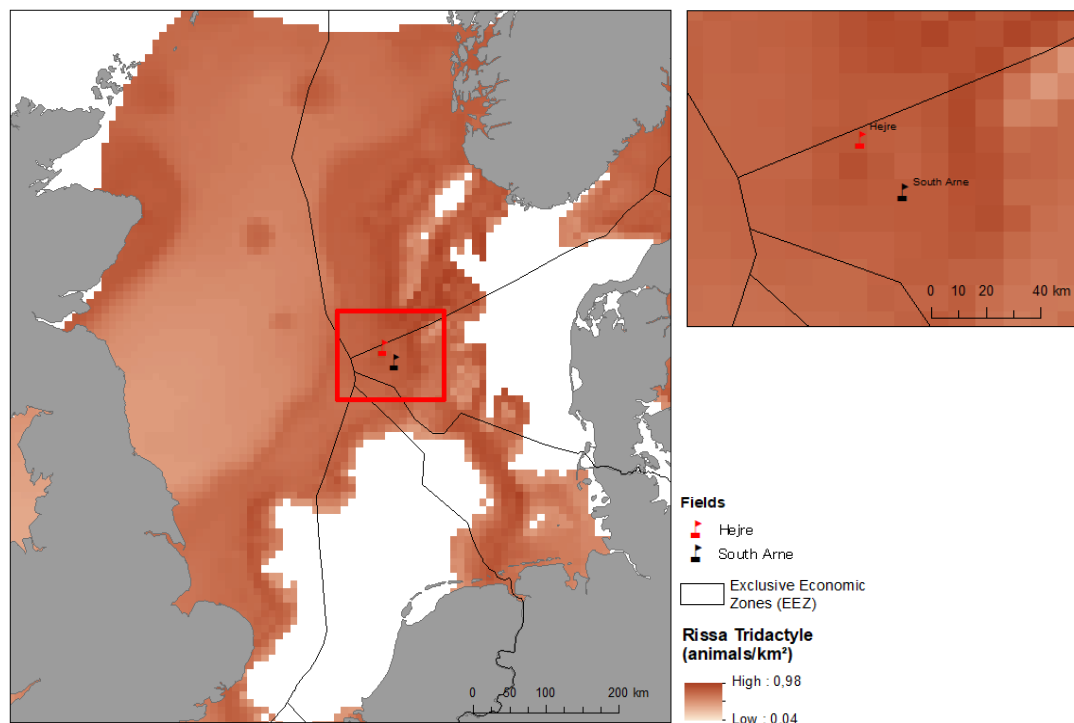 Hejre
South Arne
0 10 20 40 km
0 50 100 200 km
Fields
Hejre
South Arne
Exclusive Economic
Zones (EEZ)
Rissa Tridactyle
(animals/km²)
High : 0,98
Low : 0,04